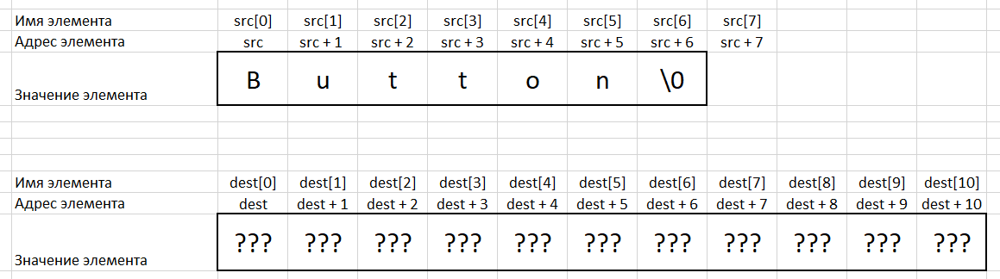 Имя элемента src[0] src[1] src[2] src[3] src[4] src[5] src[6] src[7]
Адрес элемента src src + 1 src + 2 src + 3 src + 4 src + 5 src + 6 src + 7
Значение элемента B u t t o n \0
Имя элемента dest[0] dest[1] dest[2] dest[3] dest[4] dest[5] dest[6] dest[7] dest[8] dest[9] dest[10]
Адрес элемента dest dest + 1 dest + 2 dest + 3 dest + 4 dest + 5 dest + 6 dest + 7 dest + 8 dest + 9 dest + 10
Значение элемента ??? ??? ??? ??? ??? ??? ??? ??? ??? ??? ???